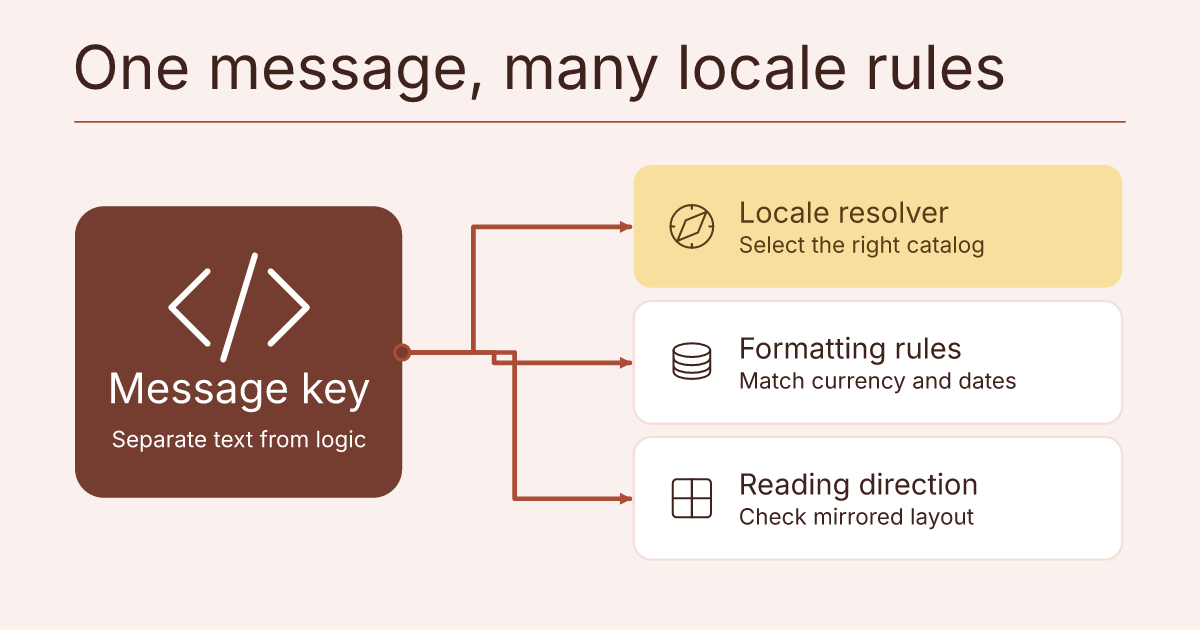 One message, many locale rules
Message key
Separate text from logic
Locale resolver
Select the right catalog
Formatting rules
Match currency and dates
Reading direction
Check mirrored layout